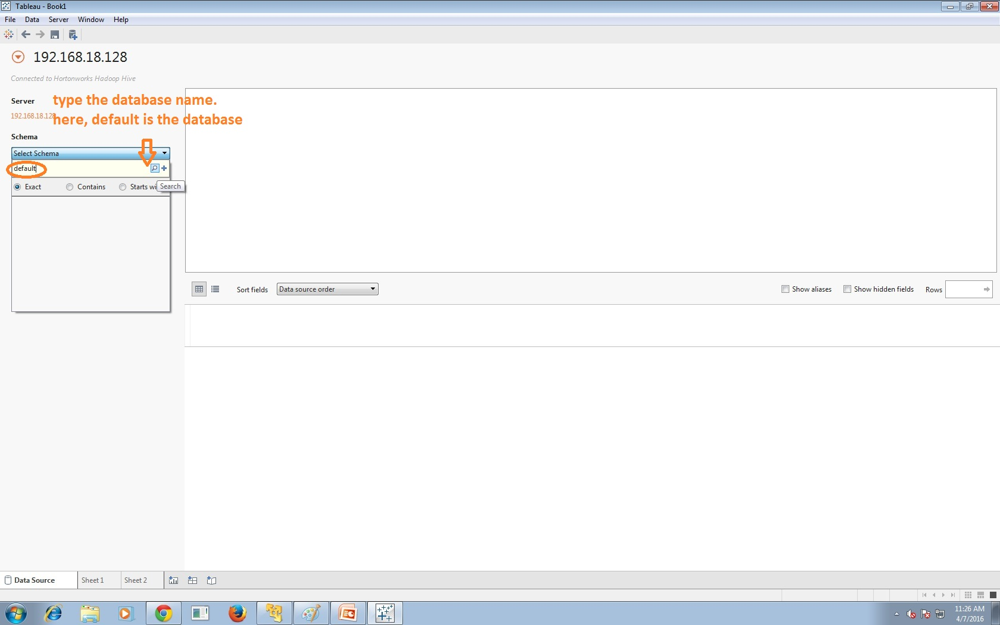 Tableau - Book1
File Data Server Window Help
192.168.18.128
Connected to Hortonworks Hadoop Hive
Server
type the database name.
192.168.18.128
here, default is the database
Schema
Select Schema
default
Exact Contains Starts wi
Search
Sort fields Data source order Show aliases Show hidden fields Rows
Data Source Sheet 1 Sheet 2
11:26 AM
4/7/2016